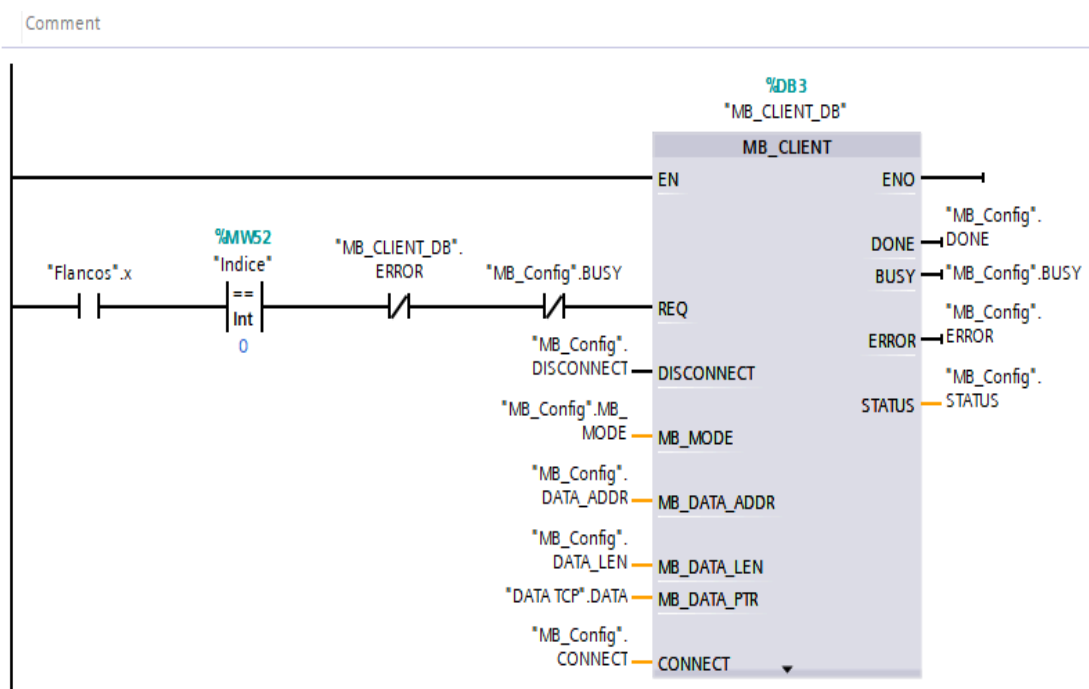 Comment
%DB3
"MB_CLIENT_DB"
MB_CLIENT
EN
ENO
"MB_Config".
DONE
DONE
"MB_Config".BUSY
BUSY
"MB_Config".
ERROR
ERROR
"MB_Config".
STATUS
STATUS
%MW52
"Indice"
"Flancos".x
==
Int
0
"MB_CLIENT_DB".
ERROR
"MB_Config".BUSY
REQ
"MB_Config".
DISCONNECT
DISCONNECT
"MB_Config".MB_
MODE
MB_MODE
"MB_Config".
DATA_ADDR
MB_DATA_ADDR
"MB_Config".
DATA_LEN
MB_DATA_LEN
"DATA TCP".DATA
MB_DATA_PTR
"MB_Config".
CONNECT
CONNECT